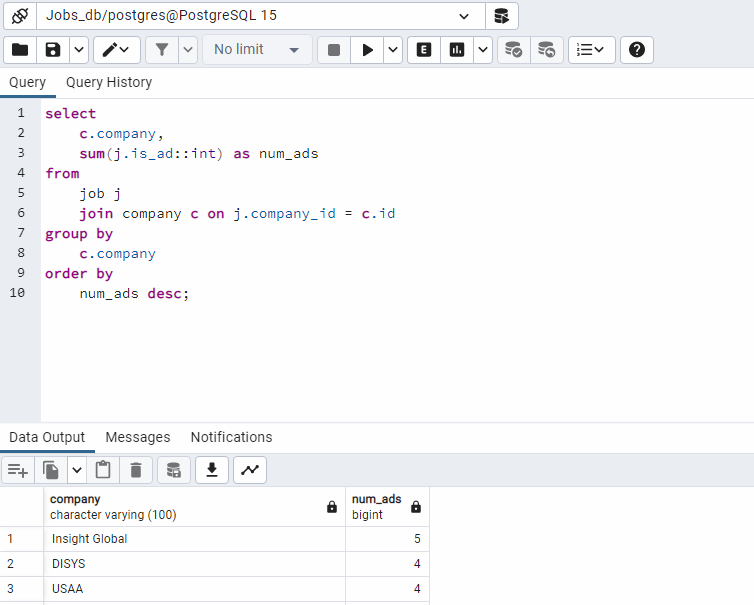 Jobs_db/postgres@PostgreSQL 15
No limit
E
Query Query History
1 select
2 c.company,
3 sum(j.is_ad::int) as num_ads
4 from
5 job j
6 join company c on j.company_id = c.id
7 group by
8 c.company
9 order by
10 num_ads desc;
Data Output Messages Notifications
company num_ads
character varying (100) bigint
1 Insight Global 5
2 DISYS 4
3 USAA 4